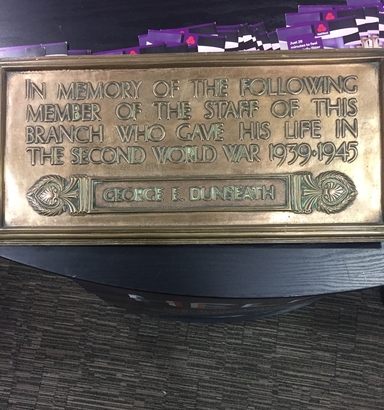 IN MEMORY OF THE FOLLOWING
MEMBER OF THE STAFF OF THIS
BRANCH WHO GAVE HIS LIFE IN
THE SECOND WORLD WAR 1939·1945
GEORGE E. DUNBEATH